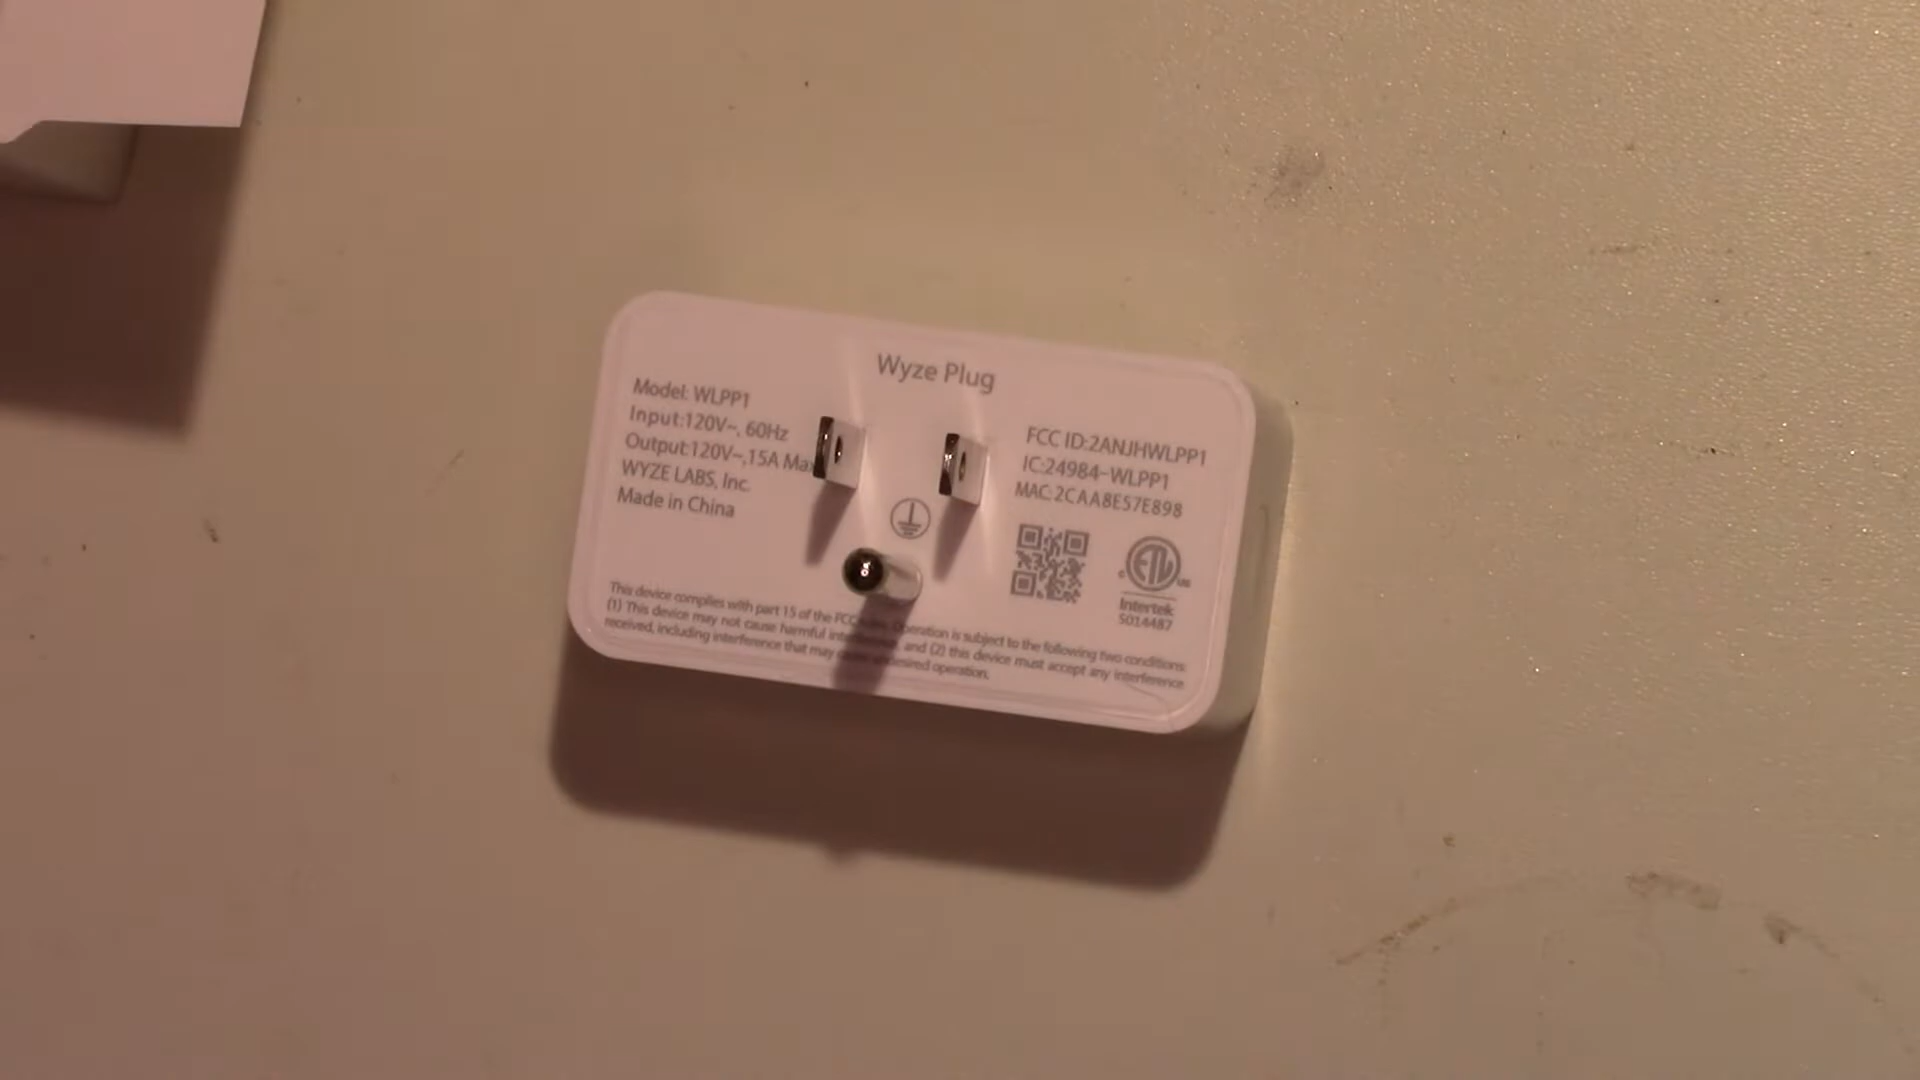 Wyze Plug
Model: WLPP1
Input:120V~, 60Hz
Output:120V~,15A Max
WYZE LABS, Inc.
Made in China
FCC ID:2ANJHWLPP1
IC:24984-WLPP1
MAC:2CAA8E57E898
ETL
c us
Intertek
5014487
This device complies with part 15 of the FCC Operation is subject to the following two conditions:
(1) This device may not cause harmful and (2) this device must accept any interference
received, including interference that may undesired operation.